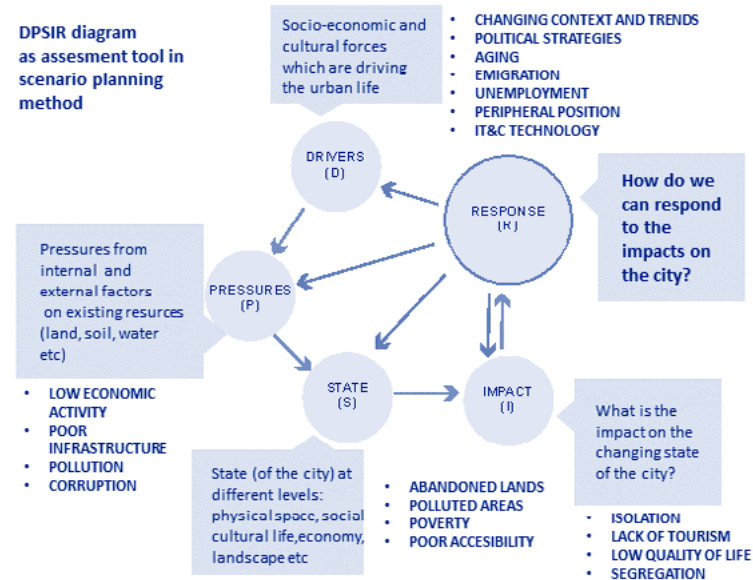 DPSIR diagram
as assesment tool in
scenario planning
method
Socio-economic and
cultural forces
which are driving
the urban life
• CHANGING CONTEXT AND TRENDS
• POLITICAL STRATEGIES
• AGING
• EMIGRATION
• UNEMPLOYMENT
• PERIPHERAL POSITION
• IT&C TECHNOLOGY
DRIVERS
(D)
RESPONSE
(R)
How do we
can respond
to the
impacts on
the city?
Pressures from
internal and
external factors
on existing resurces
(land, soil, water
etc)
PRESSURES
(P)
• LOW ECONOMIC
ACTIVITY
• POOR
INFRASTRUCTURE
• POLLUTION
• CORRUPTION
STATE
(S)
IMPACT
(I)
What is the
impact on the
changing state
of the city?
State (of the city) at
different levels:
physical space, social
cultural life,economy,
landscape etc
• ABANDONED LANDS
• POLLUTED AREAS
• POVERTY
• POOR ACCESIBILITY
• ISOLATION
• LACK OF TOURISM
• LOW QUALITY OF LIFE
• SEGREGATION